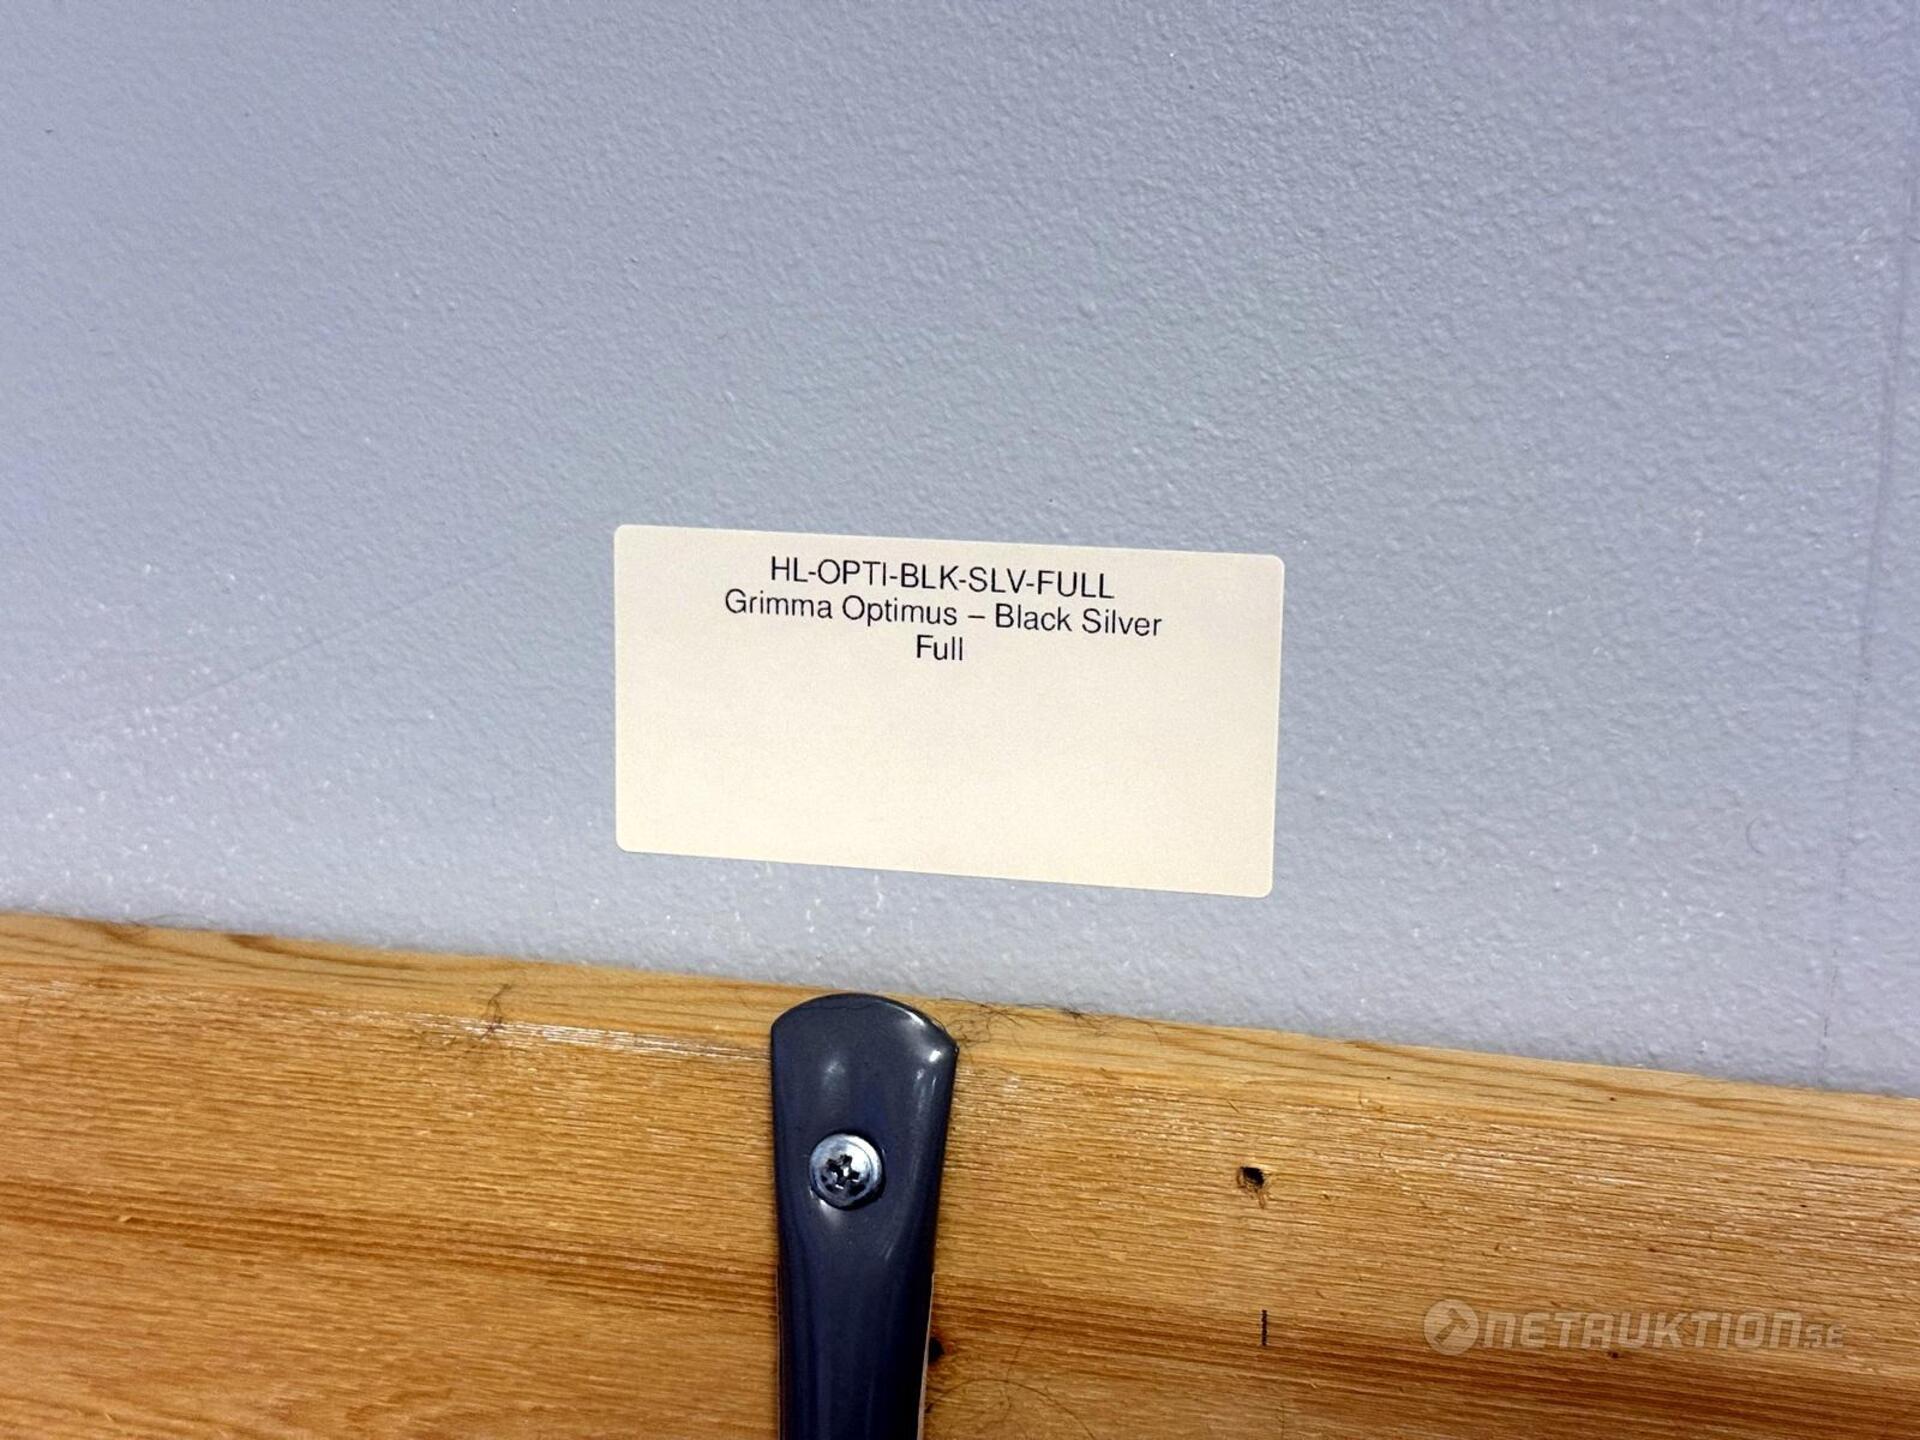 HL-OPTI-BLK-SLV-FULL
Grimma Optimus – Black Silver
Full
NETAUKTION.SE